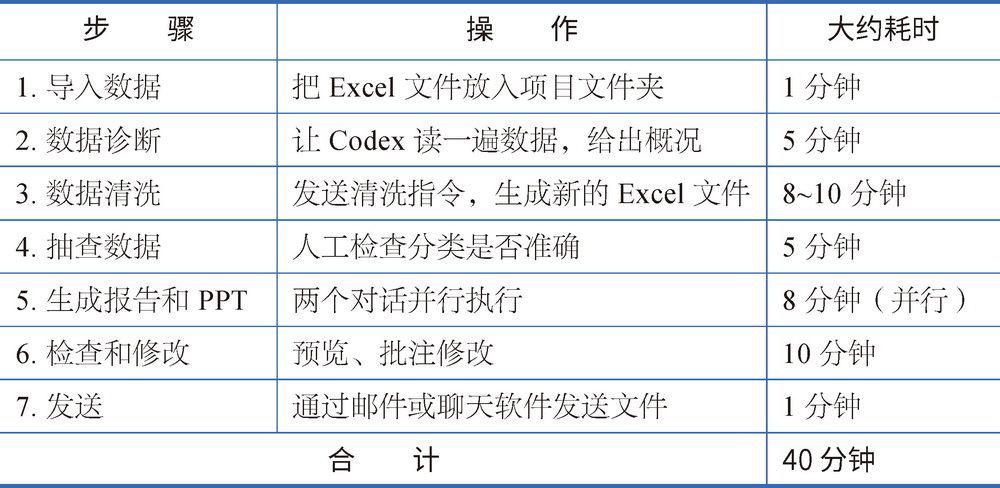 步骤 操作 大约耗时
1. 导入数据 把 Excel 文件放入项目文件夹 1 分钟
2. 数据诊断 让 Codex 读一遍数据，给出概况 5 分钟
3. 数据清洗 发送清洗指令，生成新的 Excel 文件 8~10 分钟
4. 抽查数据 人工检查分类是否准确 5 分钟
5. 生成报告和 PPT 两个对话并行执行 8 分钟（并行）
6. 检查和修改 预览、批注修改 10 分钟
7. 发送 通过邮件或聊天软件发送文件 1 分钟
合计 40 分钟